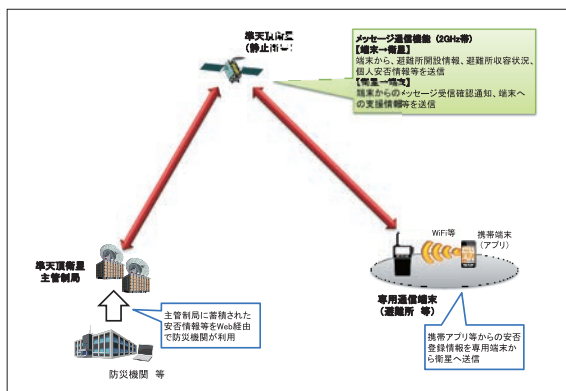 準天頂衛星
(静止衛星)
メッセージ通信機能 (2GHz帯)
【端末→衛星】
端末から、避難所開設情報、避難所収容状況、
個人安否情報等を送信
【衛星→端末】
端末からのメッセージ受信確認通知、端末へ
の支援情報等を送信
準天頂衛星
主管制局
WiFi等
携帯端末
(アプリ)
専用通信端末
(避難所 等)
主管制局に蓄積された
安否情報等をWeb経由
で防災機関が利用
携帯アプリ等からの安否
登録情報を専用端末か
ら衛星へ送信
防災機関 等